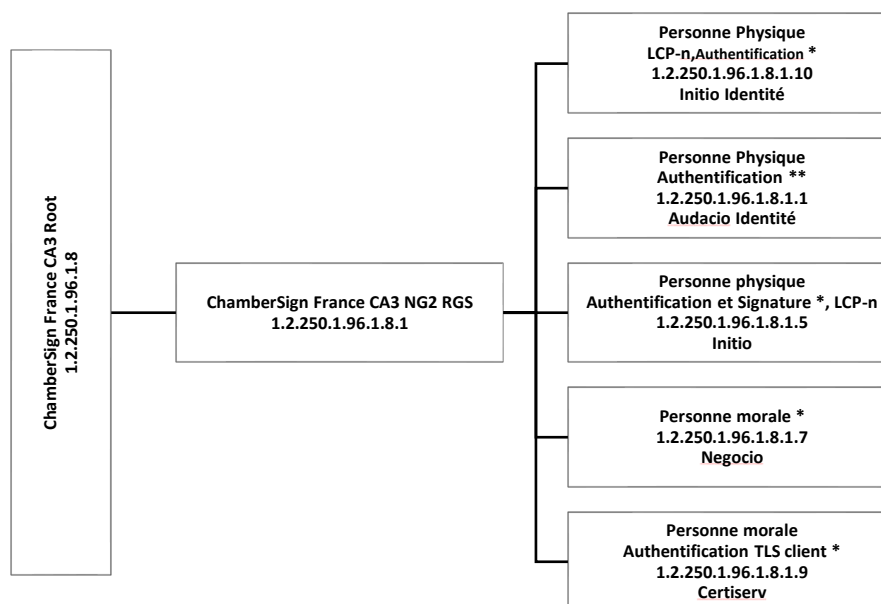 ChamberSign France CA3 Root
1.2.250.1.96.1.8
ChamberSign France CA3 NG2 RGS
1.2.250.1.96.1.8.1
Personne Physique
LCP-n,Authentification *
1.2.250.1.96.1.8.1.10
Initio Identité
Personne Physique
Authentification **
1.2.250.1.96.1.8.1.1
Audacio Identité
Personne physique
Authentification et Signature *, LCP-n
1.2.250.1.96.1.8.1.5
Initio
Personne morale *
1.2.250.1.96.1.8.1.7
Negocio
Personne morale
Authentification TLS client *
1.2.250.1.96.1.8.1.9
Certiserv